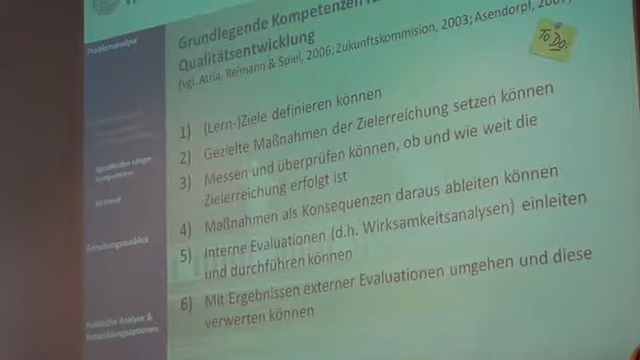 Problemanalyse
Grundlegende Kompetenzen
Qualitätsentwicklung
(vgl. Atria, Reimann & Spiel, 2006; Zukunftskommision, 2003; Asendorpf,
To Do:
1) (Lern-)Ziele definieren können
2) Gezielte Maßnahmen der Zielerreichung setzen können
3) Messen und überprüfen können, ob und wie weit die
Zielerreichung erfolgt ist
4) Maßnahmen als Konsequenzen daraus ableiten können
5) Interne Evaluationen (d.h. Wirksamkeitsanalysen) einleiten
und durchführen können
6) Mit Ergebnissen externer Evaluationen umgehen und diese
verwerten können
Forschungsausblick